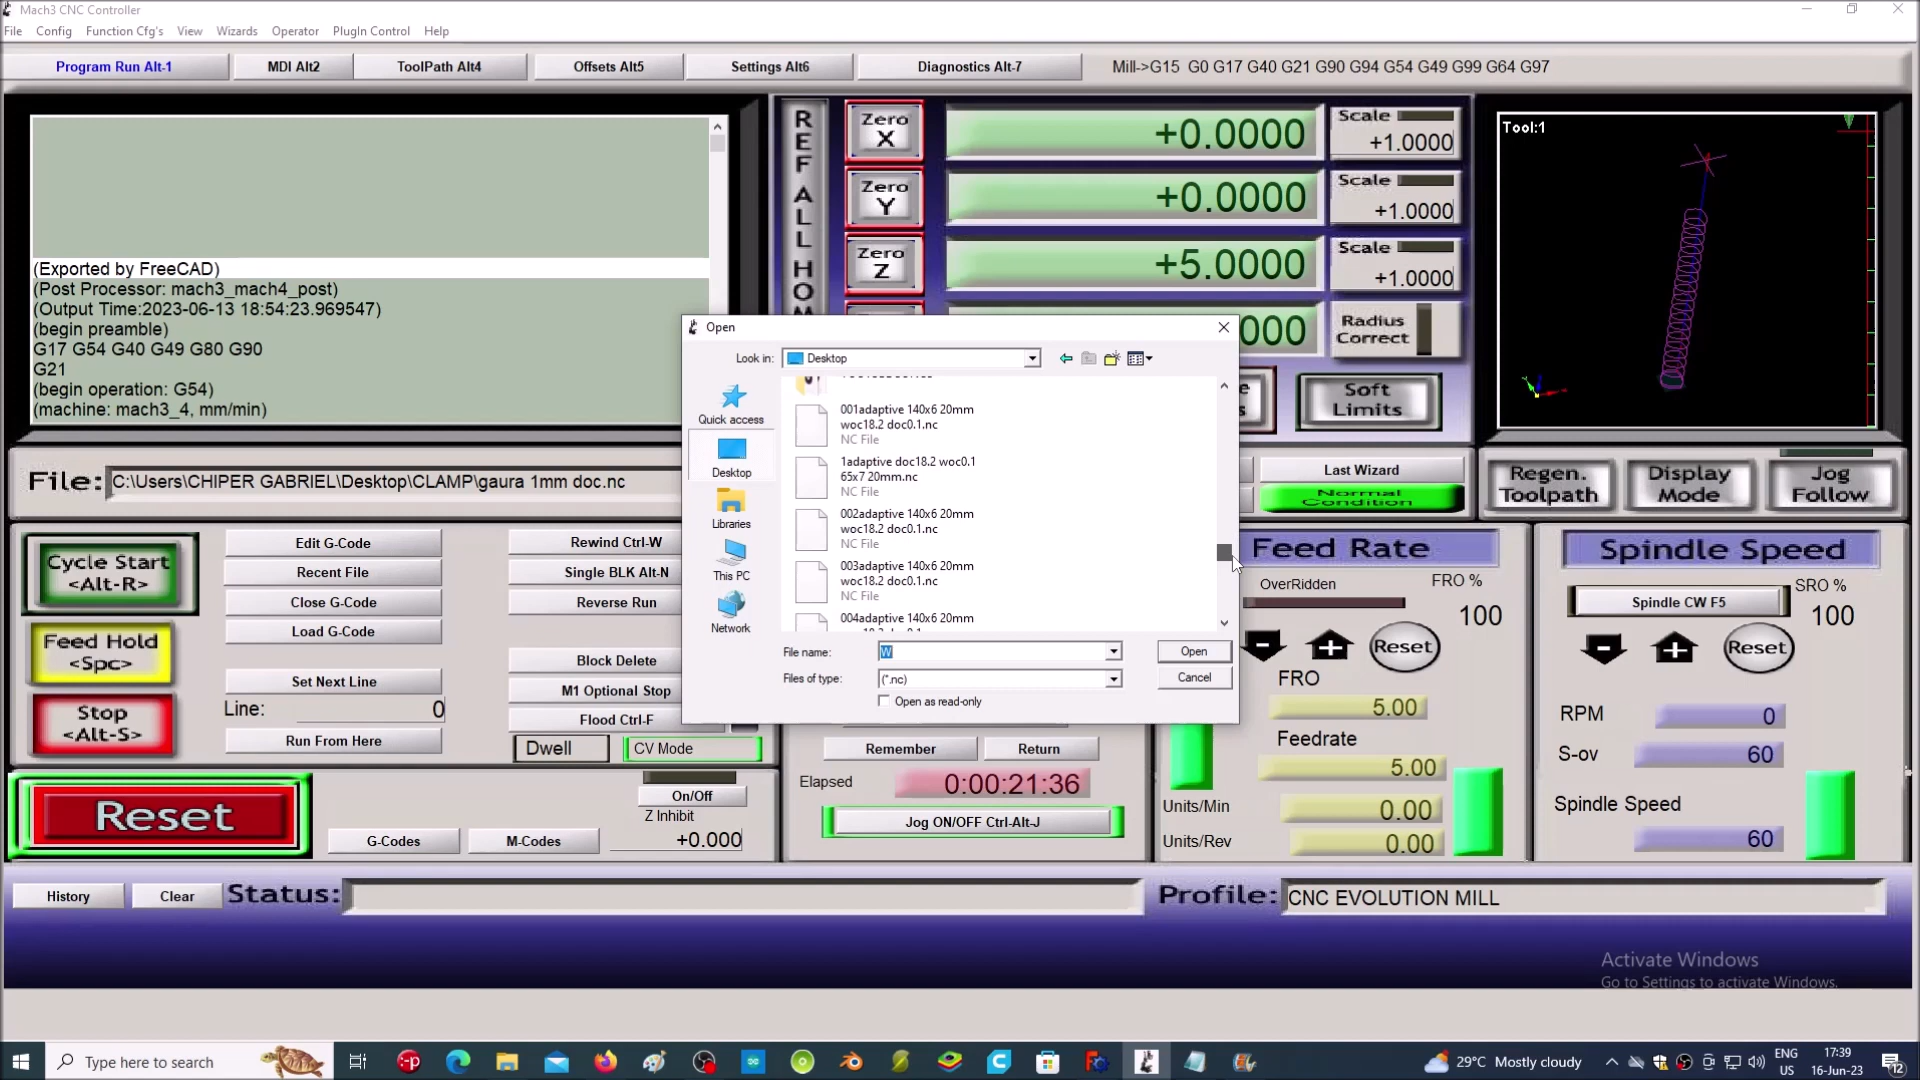 Mach3 CNC Controller
File Config Function Cfg's View Wizards Operator PlugIn Control Help
Program Run Alt-1
MDI Alt2
ToolPath Alt4
Offsets Alt5
Settings Alt6
Diagnostics Alt-7
Mill->G15 G0 G17 G40 G21 G90 G94 G54 G49 G99 G64 G97
(Exported by FreeCAD)
(Post Processor: mach3_mach4_post)
(Output Time:2023-06-13 18:54:23.969547)
(begin preamble)
G17 G54 G40 G49 G80 G90
G21
(begin operation: G54)
(machine: mach3_4, mm/min)
REF ALL HOM
Zero X
+0.0000
Scale
+1.0000
Zero Y
+0.0000
Scale
+1.0000
Zero Z
+5.0000
Scale
+1.0000
000
Radius Correct
Soft Limits
Tool:1
Open
Look in:
Desktop
Quick access
Desktop
Libraries
This PC
Network
001adaptive 140x6 20mm
woc18.2 doc0.1.nc
NC File
1adaptive doc18.2 woc0.1
65x7 20mm.nc
NC File
002adaptive 140x6 20mm
woc18.2 doc0.1.nc
NC File
003adaptive 140x6 20mm
woc18.2 doc0.1.nc
NC File
004adaptive 140x6 20mm
File name:
W
Open
Files of type:
(*.nc)
Cancel
Open as read-only
File:
C:\Users\CHIPER GABRIEL\Desktop\CLAMP\gaura 1mm doc.nc
Last Wizard
Normal Condition
Regen. Toolpath
Display Mode
Jog Follow
Cycle Start
<Alt-R>
Feed Hold
<Spc>
Stop
<Alt-S>
Edit G-Code
Recent File
Close G-Code
Load G-Code
Set Next Line
Line:
0
Run From Here
Rewind Ctrl-W
Single BLK Alt-N
Reverse Run
Block Delete
M1 Optional Stop
Flood Ctrl-F
Dwell
CV Mode
Reset
G-Codes
M-Codes
On/Off
Z Inhibit
+0.000
Remember
Return
Elapsed
0:00:21:36
Jog ON/OFF Ctrl-Alt-J
Feed Rate
OverRidden
FRO %
100
Reset
FRO
5.00
Feedrate
5.00
Units/Min
0.00
Units/Rev
0.00
Spindle Speed
Spindle CW F5
SRO %
100
Reset
RPM
0
S-ov
60
Spindle Speed
60
History
Clear
Status:
Profile:
CNC EVOLUTION MILL
Activate Windows
Go to Settings to activate Windows.
Type here to search
29°C Mostly cloudy
ENG
US
17:39
16-Jun-23
12